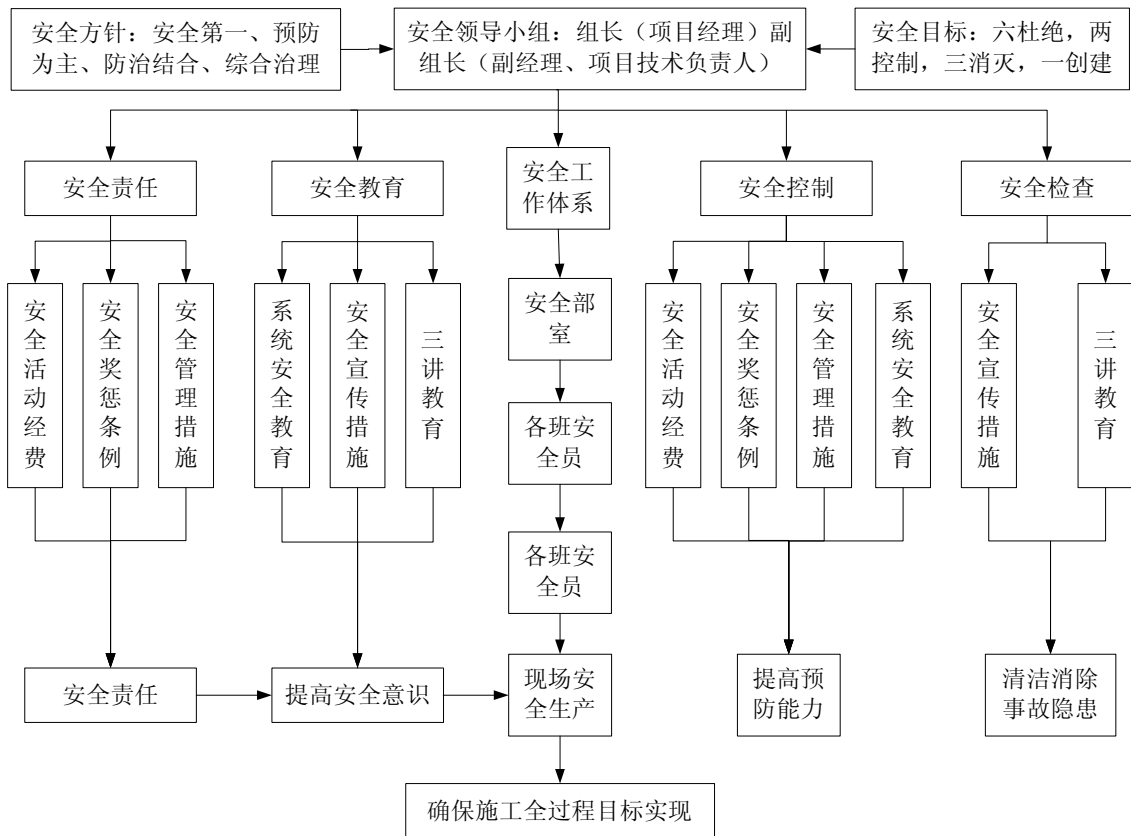 安全方针：安全第一、预防
为主、防治结合、综合治理
安全领导小组：组长（项目经理）副
组长（副经理、项目技术负责人）
安全目标：六杜绝，两
控制，三消灭，一创建
安全责任
安全教育
安全工
作体系
安全控制
安全检查
安全活动经费
安全奖惩条例
安全管理措施
系统安全教育
安全宣传措施
三讲教育
安全部
室
各班安
全员
各班安
全员
安全活动经费
安全奖惩条例
安全管理措施
系统安全教育
安全宣传措施
三讲教育
安全责任
提高安全意识
现场安
全生产
提高预
防能力
清洁消除
事故隐患
确保施工全过程目标实现